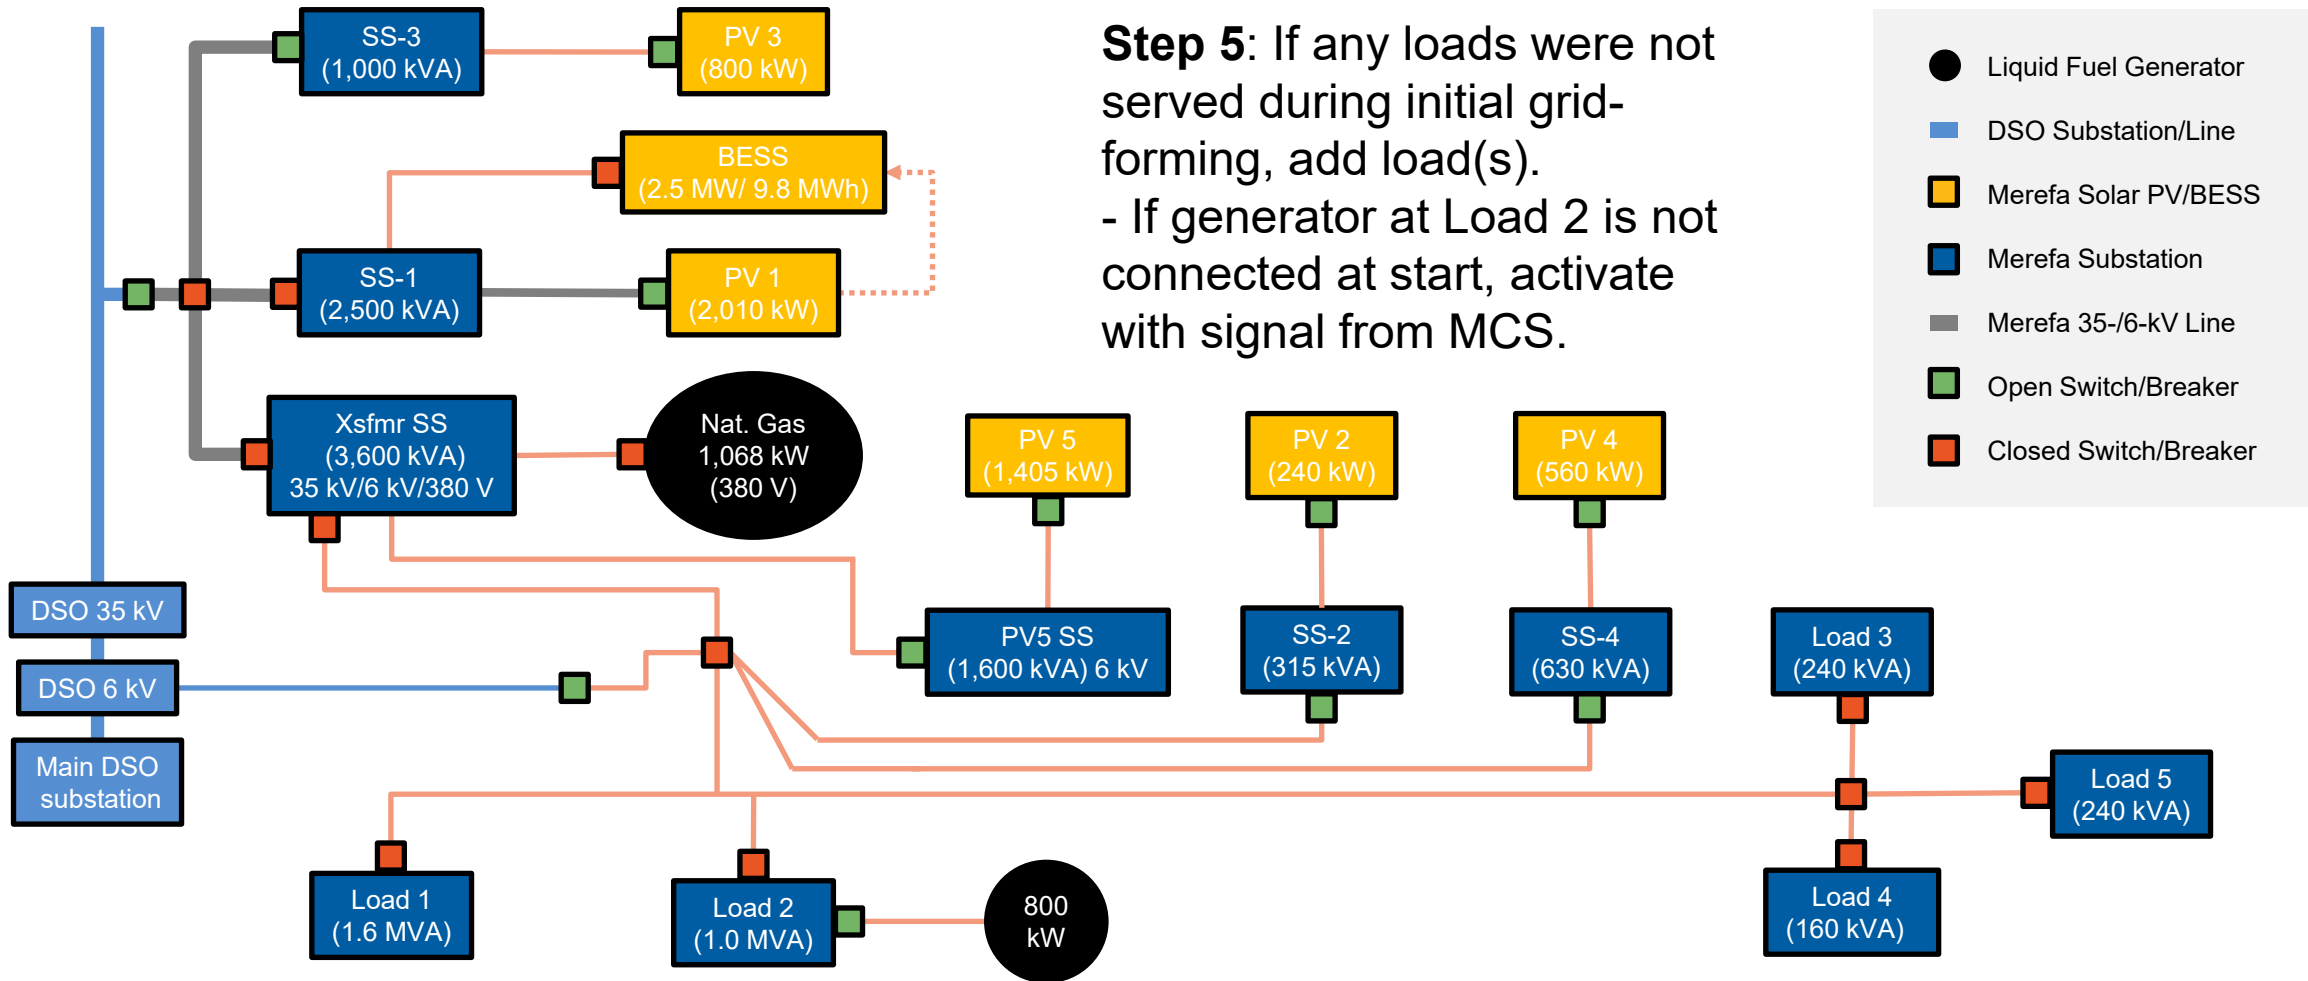 SS-3
(1,000 kVA)
PV 3
(800 kW)
Step 5: If any loads were not
served during initial grid-
forming, add load(s).
- If generator at Load 2 is not
connected at start, activate
with signal from MCS.
Liquid Fuel Generator
DSO Substation/Line
Merefa Solar PV/BESS
Merefa Substation
Merefa 35-/6-kV Line
Open Switch/Breaker
Closed Switch/Breaker
BESS
(2.5 MW/ 9.8 MWh)
SS-1
(2,500 kVA)
PV 1
(2,010 kW)
Xsfmr SS
(3,600 kVA)
35 kV/6 kV/380 V
Nat. Gas
1,068 kW
(380 V)
PV 5
(1,405 kW)
PV 2
(240 kW)
PV 4
(560 kW)
DSO 35 kV
DSO 6 kV
Main DSO
substation
PV5 SS
(1,600 kVA) 6 kV
SS-2
(315 kVA)
SS-4
(630 kVA)
Load 3
(240 kVA)
Load 5
(240 kVA)
Load 1
(1.6 MVA)
Load 2
(1.0 MVA)
800
kW
Load 4
(160 kVA)